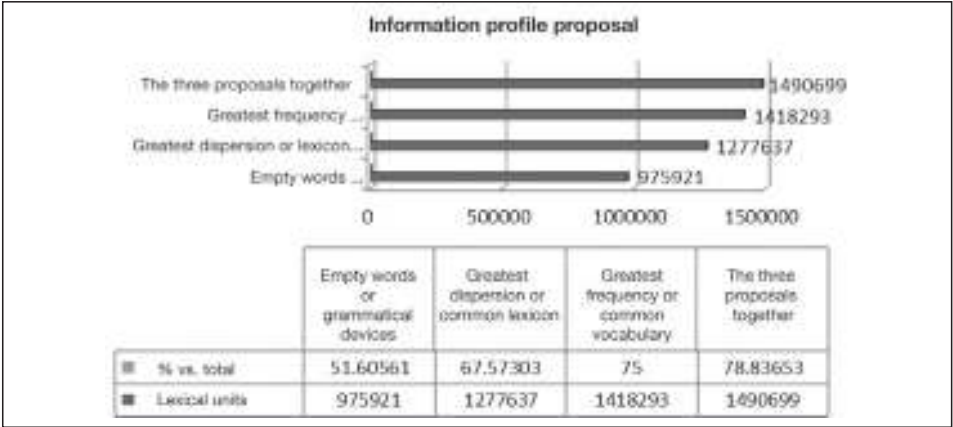 Information profile proposal
The three proposals together
1490699
Greatest frequency ...
1418293
Greatest dispersion or lexicon...
1277637
Empty words ...
975921
0 500000 1000000 1500000
Empty words
or
grammatical
devices
Greatest
dispersion or
common lexicon
Greatest
frequency or
common
vocabulary
The three
proposals
together
% vs. total 51.60561 67.57303 75 78.83653
Lexical units 975921 1277637 1418293 1490699